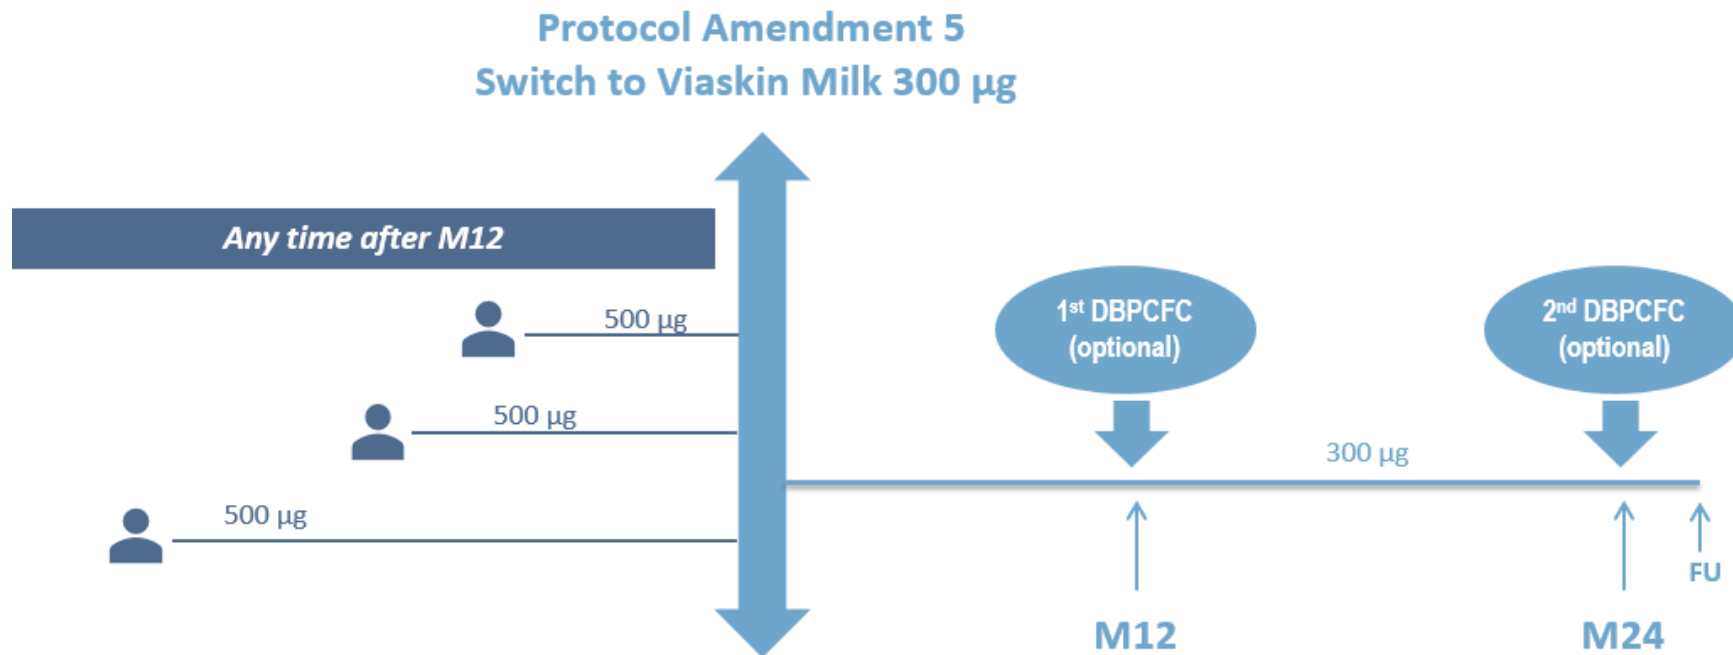 Protocol Amendment 5
Switch to Viaskin Milk 300 µg
Any time after M12
500 µg
500 µg
500 µg
1st DBPCFC
(optional)
2nd DBPCFC
(optional)
300 µg
M12
M24
FU